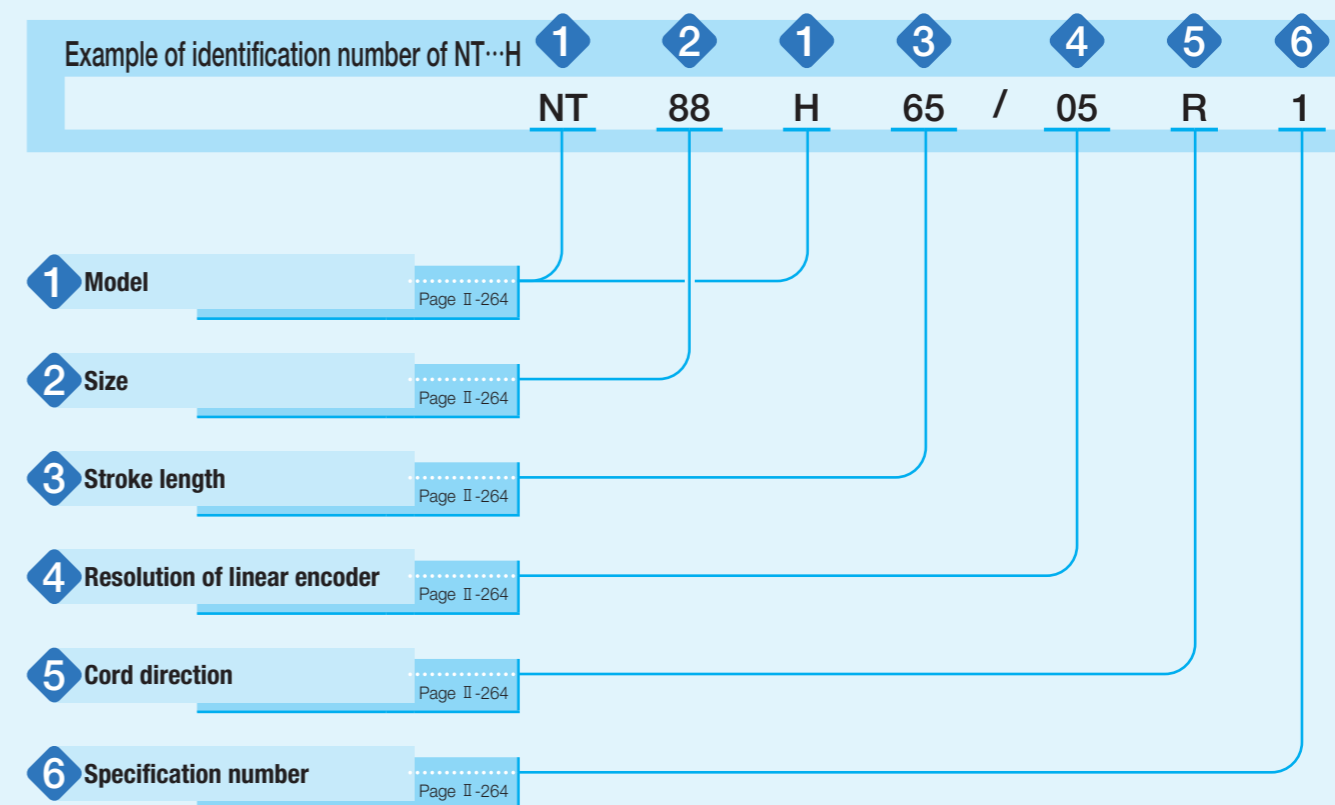 Example of identification number of NT…H 1 2 1 3 4 5 6
NT 88 H 65 / 05 R 1
1 Model
Page Ⅱ-264
2 Size
Page Ⅱ-264
3 Stroke length
Page Ⅱ-264
4 Resolution of linear encoder
Page Ⅱ-264
5 Cord direction
Page Ⅱ-264
6 Specification number
Page Ⅱ-264